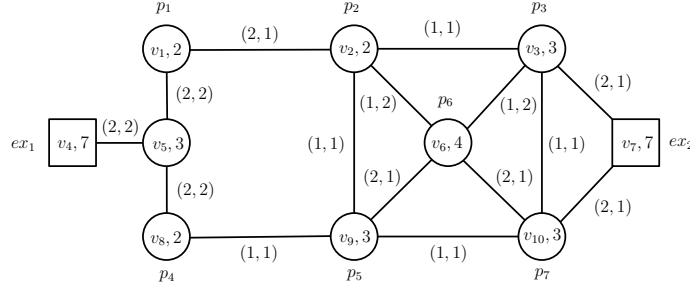 p₁ p₂ p₃
(2, 1) (1, 1)
v₁, 2 v₂, 2 v₃, 3
(2, 2) (1, 2) p₆ (1, 2) (2, 1)
ex₁ v₄, 7 (2, 2) v₅, 3 (1, 1) v₆, 4 (1, 1) v₇, 7 ex₂
(2, 2) (2, 1) (2, 1) (2, 1)
v₈, 2 v₉, 3 v₁₀, 3
(1, 1) (1, 1)
p₄ p₅ p₇